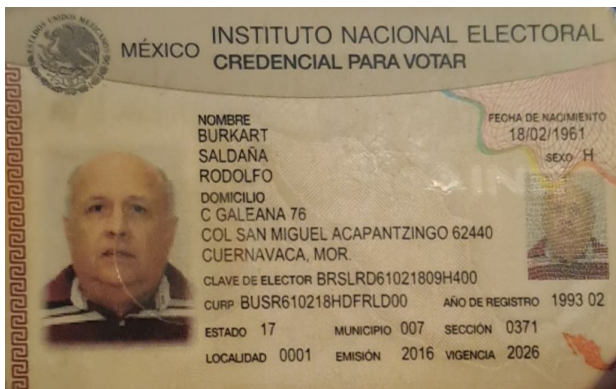 MÉXICO
INSTITUTO NACIONAL ELECTORAL
CREDENCIAL PARA VOTAR
NOMBRE
BURKART
SALDAÑA
RODOLFO
FECHA DE NACIMIENTO
18/02/1961
SEXO H
DOMICILIO
C GALEANA 76
COL SAN MIGUEL ACAPANTZINGO 62440
CUERNAVACA, MOR.
CLAVE DE ELECTOR BRSLRD61021809H400
CURP BUSR610218HDFRLD00 AÑO DE REGISTRO 1993 02
ESTADO 17 MUNICIPIO 007 SECCIÓN 0371
LOCALIDAD 0001 EMISIÓN 2016 VIGENCIA 2026